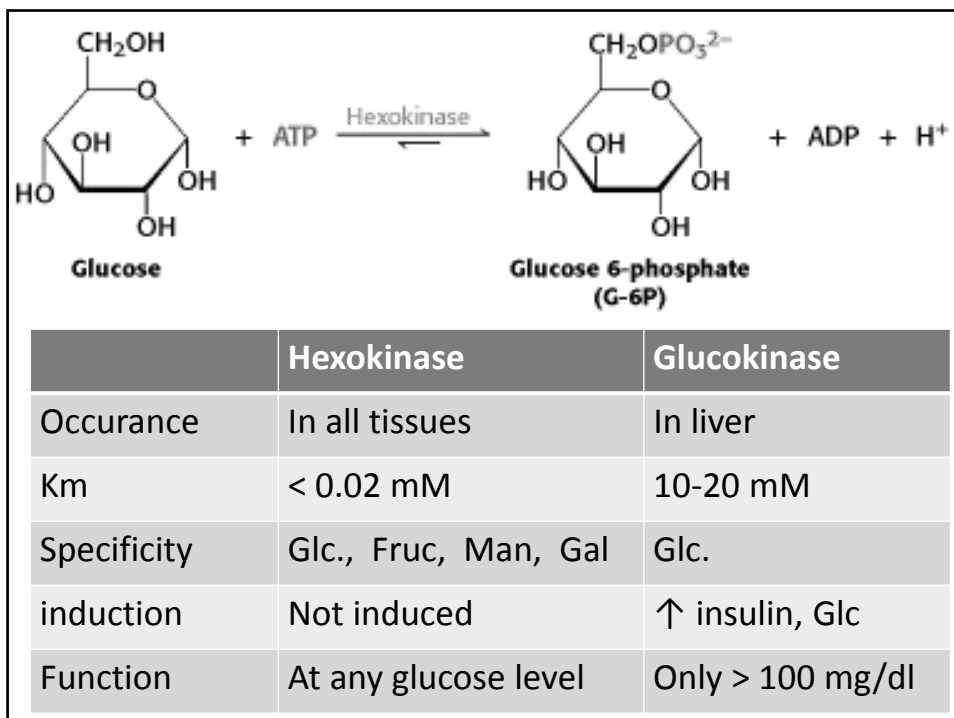 CH₂OH
O
OH
HO
OH
OH
Glucose
+ ATP
Hexokinase
CH₂OPO₃²⁻
O
OH
HO
OH
OH
Glucose 6-phosphate
(G-6P)
+ ADP + H⁺
Hexokinase Glucokinase
Occurance In all tissues In liver
Km < 0.02 mM 10-20 mM
Specificity Glc., Fruc, Man, Gal Glc.
induction Not induced ↑ insulin, Glc
Function At any glucose level Only > 100 mg/dl